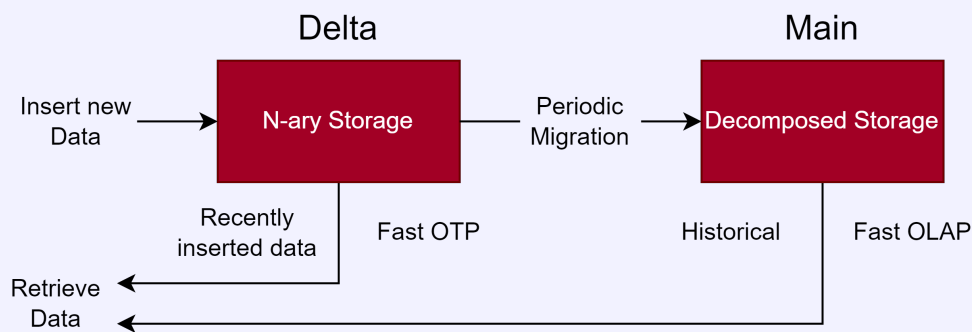 Delta
Main
Insert new
Data
N-ary Storage
Periodic
Migration
Decomposed Storage
Recently
inserted data
Fast OTP
Historical
Fast OLAP
Retrieve
Data